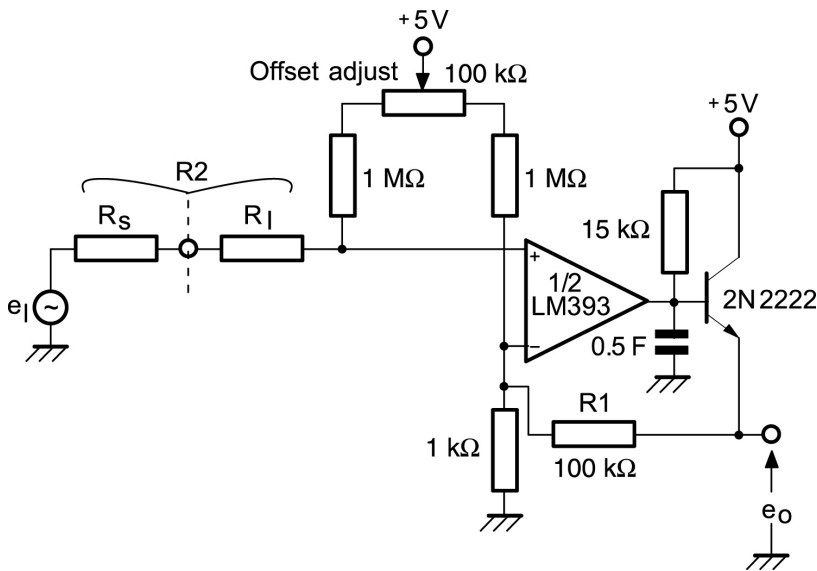 +5V
Offset adjust
100 kΩ
+5V
R2
1 MΩ
1 MΩ
Rs
RI
15 kΩ
eI
+
1/2
LM393
2N2222
−
0.5 F
R1
1 kΩ
100 kΩ
eo